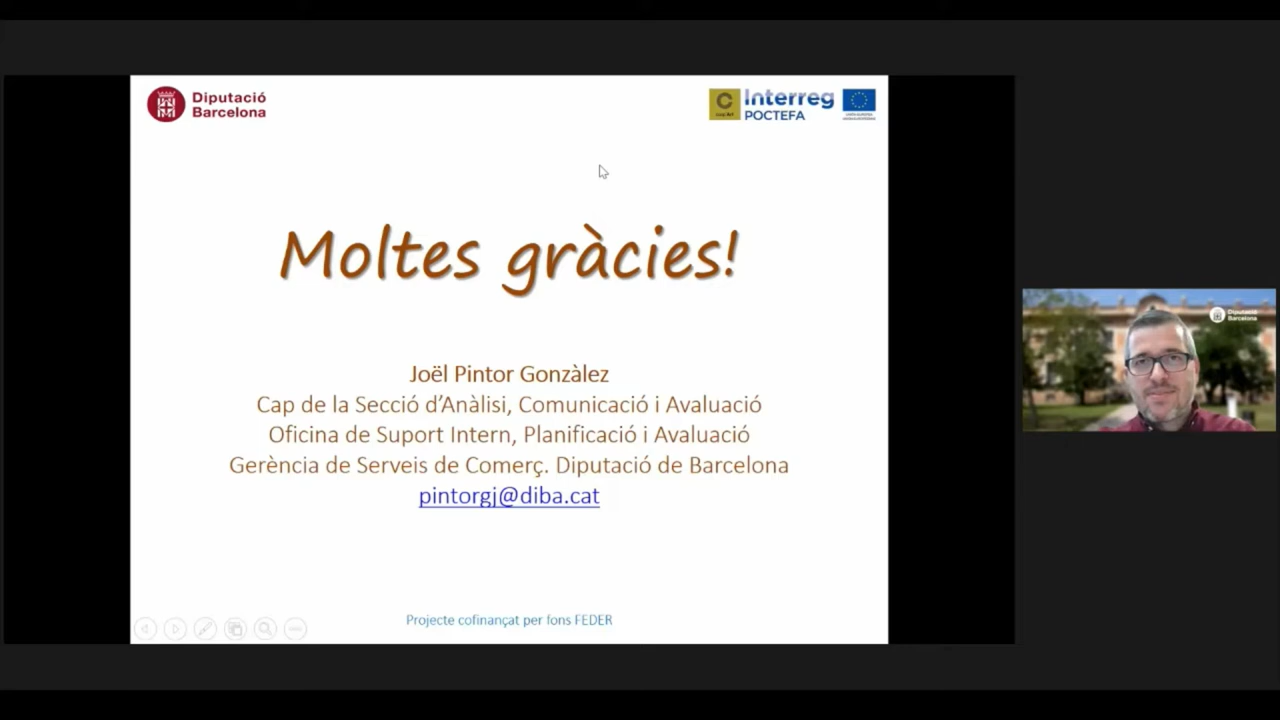 Diputació
Barcelona
Interreg
POCTEFA
Moltes gràcies!
Joël Pintor Gonzàlez
Cap de la Secció d’Anàlisi, Comunicació i Avaluació
Oficina de Suport Intern, Planificació i Avaluació
Gerència de Serveis de Comerç. Diputació de Barcelona
pintorgj@diba.cat
Projecte cofinançat per fons FEDER
Diputació
Barcelona